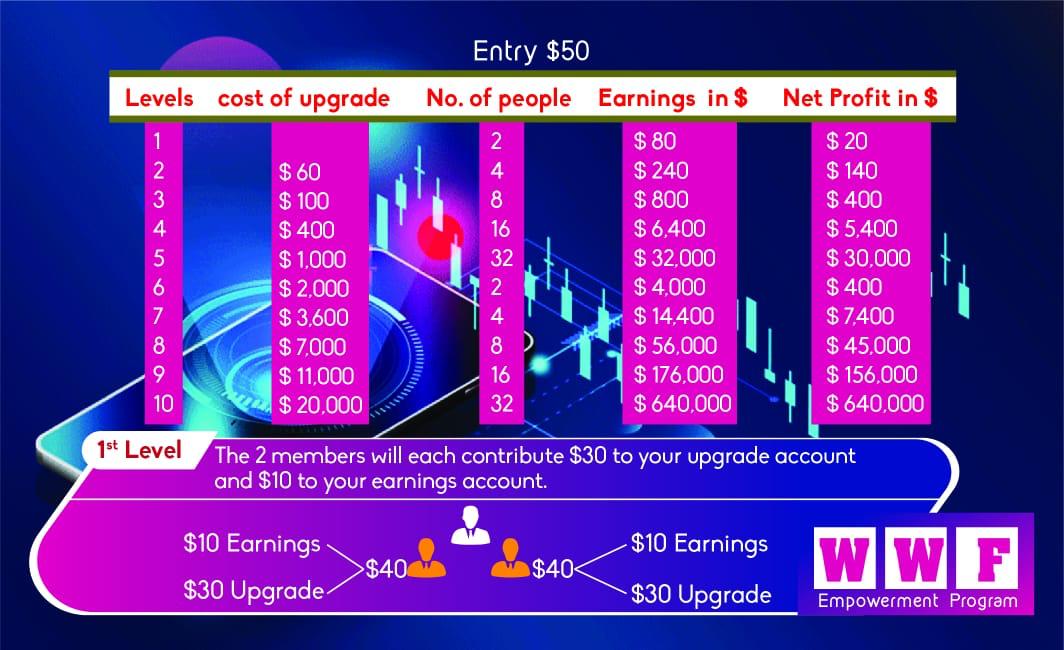 Entry $50
Levels cost of upgrade No. of people Earnings in $ Net Profit in $
1 2 $ 80 $ 20
2 $ 60 4 $ 240 $ 140
3 $ 100 8 $ 800 $ 400
4 $ 400 16 $ 6,400 $ 5,400
5 $ 1,000 32 $ 32,000 $ 30,000
6 $ 2,000 2 $ 4,000 $ 400
7 $ 3,600 4 $ 14,400 $ 7,400
8 $ 7,000 8 $ 56,000 $ 45,000
9 $ 11,000 16 $ 176,000 $ 156,000
10 $ 20,000 32 $ 640,000 $ 640,000
1st Level
The 2 members will each contribute $30 to your upgrade account
and $10 to your earnings account.
$10 Earnings $10 Earnings
$40 $40
$30 Upgrade $30 Upgrade
W W F
Empowerment Program